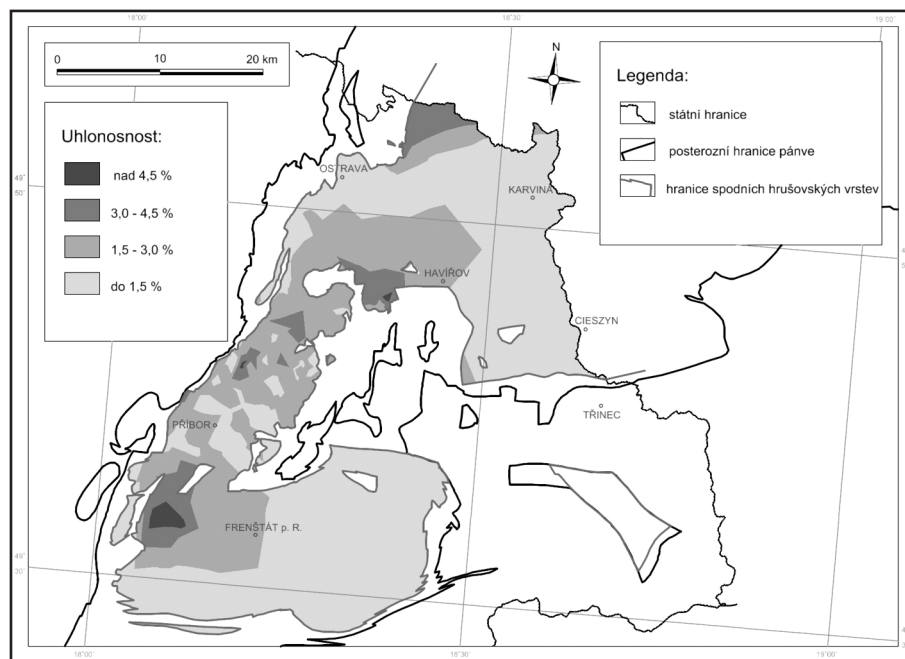 18°00' 18°30' 19°00'
0 10 20 km
N
Legenda:
státní hranice
posterozní hranice pánve
hranice spodních hrušovských vrstev
Uhlonosnost:
nad 4,5 %
3,0 - 4,5 %
1,5 - 3,0 %
do 1,5 %
49°
50'
OSTRAVA
KARVINÁ
HAVÍŘOV
CIESZYN
TŘINEC
PŘÍBOR
FRENŠTÁT p. R.
49°
30'
18°00' 18°30' 19°00'